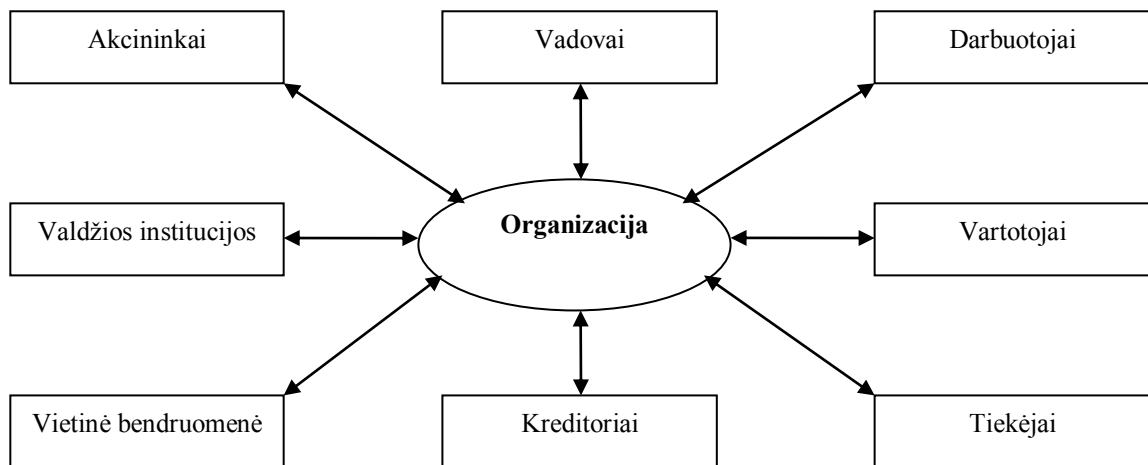 Akcininkai
Vadovai
Darbuotojai
Valdžios institucijos
Organizacija
Vartotojai
Vietinė bendruomenė
Kreditoriai
Tiekėjai